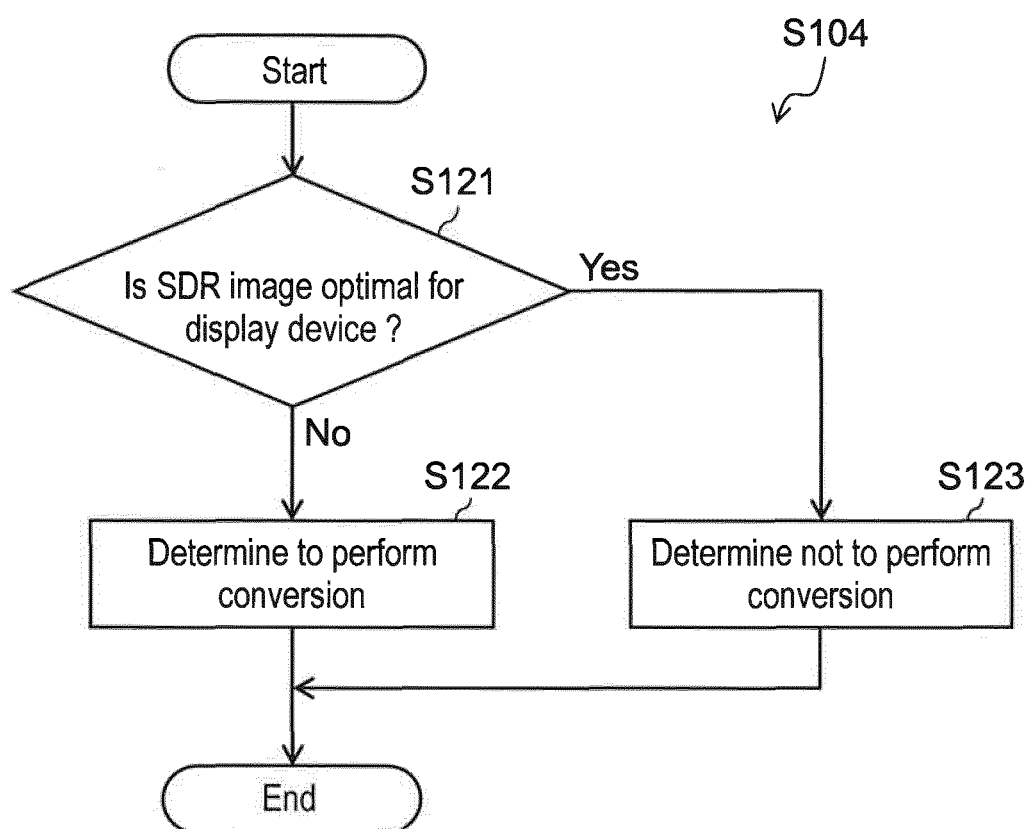 S104
Start
S121
Is SDR image optimal for
display device ?
Yes
No
S122
Determine to perform
conversion
S123
Determine not to perform
conversion
End